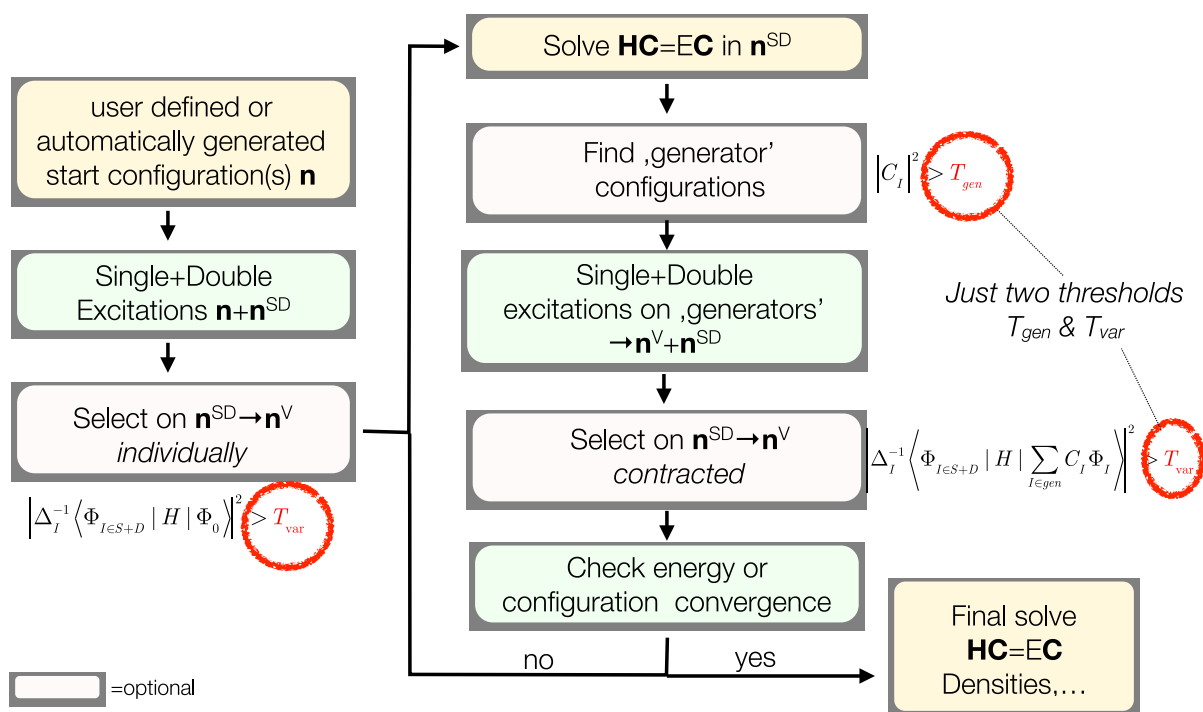 user defined or
automatically generated
start configuration(s) n
Single+Double
Excitations n+n^SD
Select on n^SD→n^V
individually
|Δ_I^-1 ⟨Φ_I∈S+D | H | Φ_0⟩|^2 > T_var
=optional
Solve HC=EC in n^SD
Find ‚generator’
configurations
|C_I|^2 > T_gen
Single+Double
excitations on ‚generators’
→n^V+n^SD
Just two thresholds
T_gen & T_var
Select on n^SD→n^V
contracted
|Δ_I^-1 ⟨Φ_I∈S+D | H | ∑_I∈gen C_I Φ_I⟩|^2 > T_var
Check energy or
configuration convergence
no
yes
Final solve
HC=EC
Densities,…